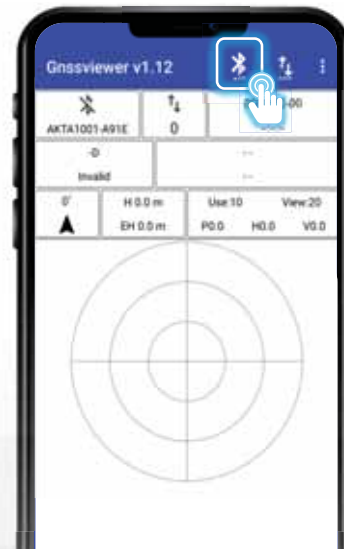 Gnssviewer v1.12
AKTA1001-A91E
0
-D
--
Invalid
--
0°
H 0.0 m
Use:10
View:20
EH 0.0 m
P0.0
H0.0
V0.0